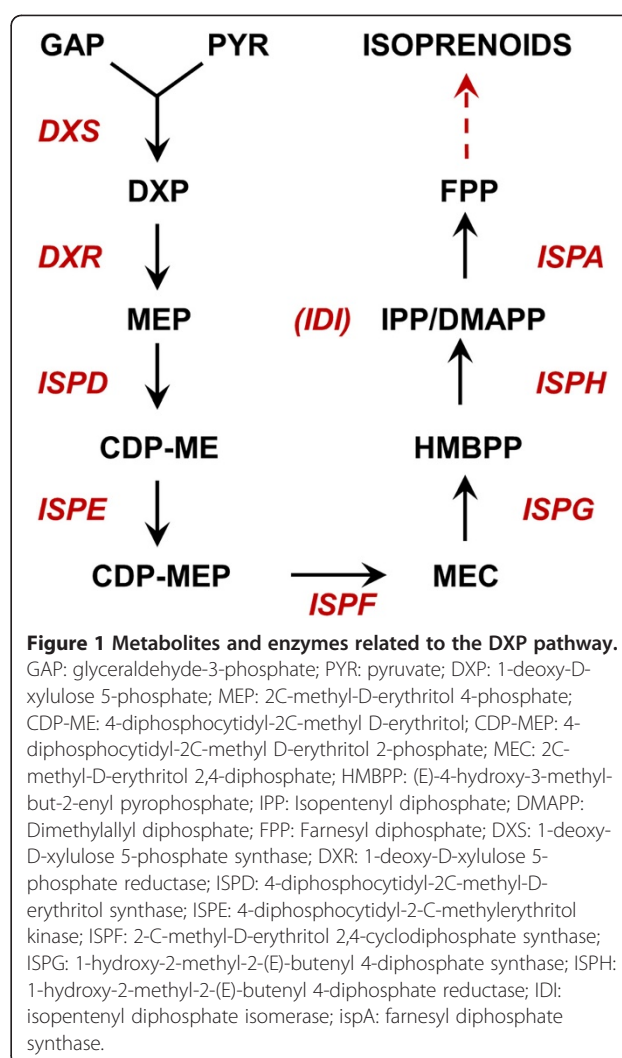 GAP PYR ISOPRENOIDS
DXS
DXP FPP
DXR ISPA
MEP (IDI) IPP/DMAPP
ISPD ISPH
CDP-ME HMBPP
ISPE ISPG
CDP-MEP MEC
ISPF
Figure 1 Metabolites and enzymes related to the DXP pathway.
GAP: glyceraldehyde-3-phosphate; PYR: pyruvate; DXP: 1-deoxy-D-
xylulose 5-phosphate; MEP: 2C-methyl-D-erythritol 4-phosphate;
CDP-ME: 4-diphosphocytidyl-2C-methyl D-erythritol; CDP-MEP: 4-
diphosphocytidyl-2C-methyl D-erythritol 2-phosphate; MEC: 2C-
methyl-D-erythritol 2,4-diphosphate; HMBPP: (E)-4-hydroxy-3-methyl-
but-2-enyl pyrophosphate; IPP: Isopentenyl diphosphate; DMAPP:
Dimethylallyl diphosphate; FPP: Farnesyl diphosphate; DXS: 1-deoxy-
D-xylulose 5-phosphate synthase; DXR: 1-deoxy-D-xylulose 5-
phosphate reductase; ISPD: 4-diphosphocytidyl-2C-methyl-D-
erythritol synthase; ISPE: 4-diphosphocytidyl-2-C-methylerythritol
kinase; ISPF: 2-C-methyl-D-erythritol 2,4-cyclodiphosphate synthase;
ISPG: 1-hydroxy-2-methyl-2-(E)-butenyl 4-diphosphate synthase; ISPH:
1-hydroxy-2-methyl-2-(E)-butenyl 4-diphosphate reductase; IDI:
isopentenyl diphosphate isomerase; ispA: farnesyl diphosphate
synthase.